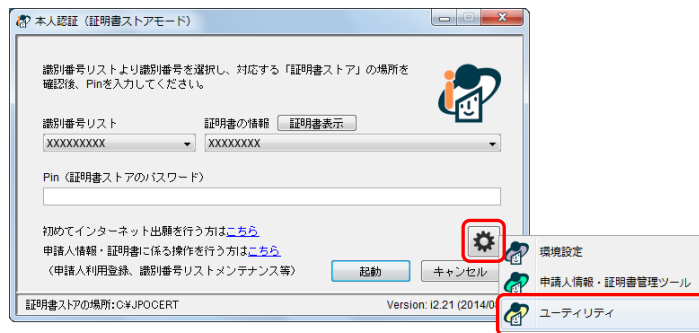 本人認証（証明書ストアモード）
識別番号リストより識別番号を選択し、対応する「証明書ストア」の場所を
確認後、Pinを入力してください。
識別番号リスト 証明書の情報 証明書表示
XXXXXXXXX XXXXXXXX
Pin（証明書ストアのパスワード）
初めてインターネット出願を行う方はこちら
申請人情報・証明書に係る操作を行う方はこちら
（申請人利用登録、識別番号リストメンテナンス等） 起動 キャンセル
証明書ストアの場所:C¥JPOCERT Version: i2.21 (2014/0
環境設定
申請人情報・証明書管理ツール
ユーティリティ